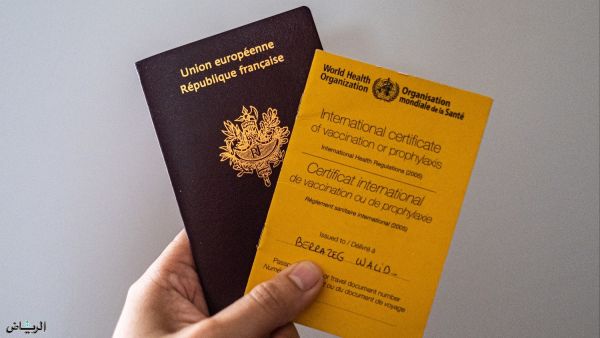 Union européenne
République française
World Health
Organization
Organisation
mondiale de la Santé
International certificate
of vaccination or prophylaxis
International Health Regulations (2005)
Certificat international
de vaccination ou de prophylaxie
Règlement sanitaire international (2005)
Issued to / Délivré à
BERRAZEG WALID
or travel document number
ou du document de voyage
الرياض